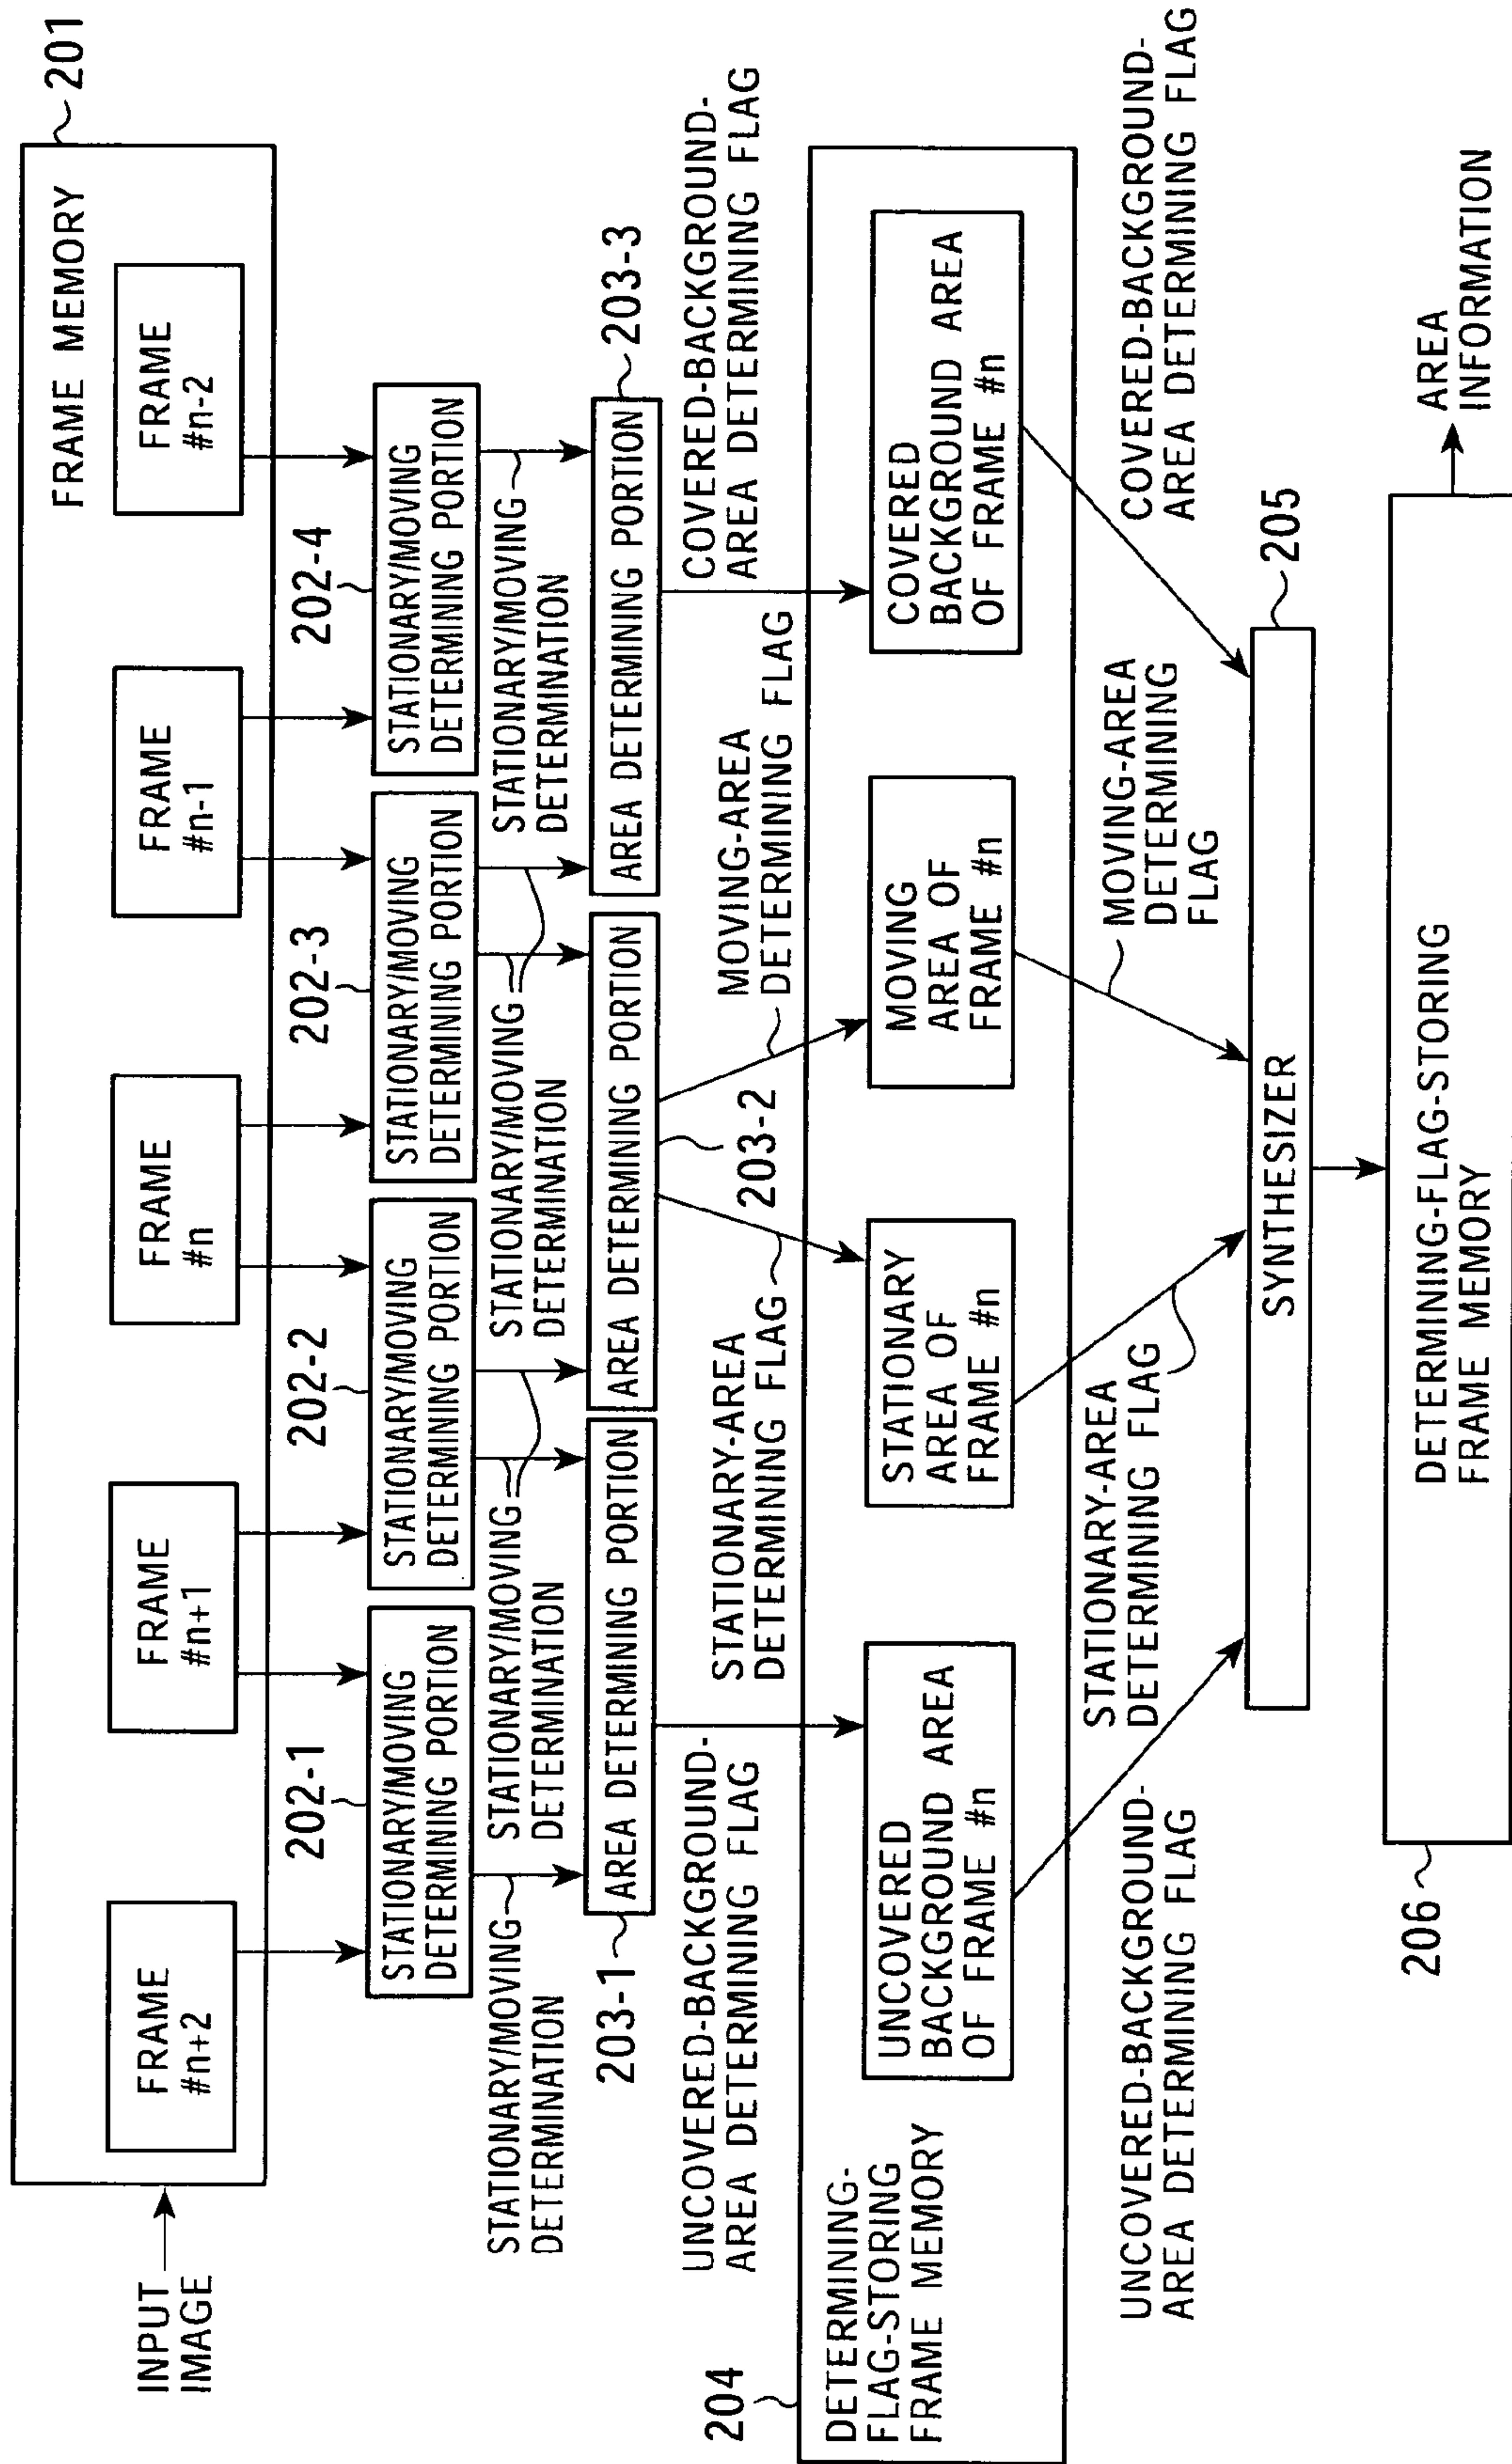 INPUT
IMAGE
FRAME MEMORY
201
FRAME
#n+2
FRAME
#n+1
FRAME
#n
FRAME
#n-1
FRAME
#n-2
202-1
202-2
202-3
202-4
STATIONARY/MOVING
DETERMINING PORTION
STATIONARY/MOVING
DETERMINING PORTION
STATIONARY/MOVING
DETERMINING PORTION
STATIONARY/MOVING
DETERMINING PORTION
STATIONARY/MOVING
DETERMINATION
STATIONARY/MOVING
DETERMINATION
STATIONARY/MOVING
DETERMINATION
STATIONARY/MOVING
DETERMINATION
203-1
AREA DETERMINING PORTION
AREA DETERMINING PORTION
AREA DETERMINING PORTION
203-3
UNCOVERED-BACKGROUND-
AREA DETERMINING FLAG
STATIONARY-AREA
DETERMINING FLAG
203-2
MOVING-AREA
DETERMINING FLAG
COVERED-BACKGROUND-
AREA DETERMINING FLAG
204
DETERMINING-
FLAG-STORING
FRAME MEMORY
UNCOVERED
BACKGROUND AREA
OF FRAME #n
STATIONARY
AREA OF
FRAME #n
MOVING
AREA OF
FRAME #n
COVERED
BACKGROUND AREA
OF FRAME #n
UNCOVERED-BACKGROUND-
AREA DETERMINING FLAG
STATIONARY-AREA
DETERMINING FLAG
MOVING-AREA
DETERMINING
FLAG
COVERED-BACKGROUND-
AREA DETERMINING FLAG
SYNTHESIZER
205
206
DETERMINING-FLAG-STORING
FRAME MEMORY
AREA
INFORMATION